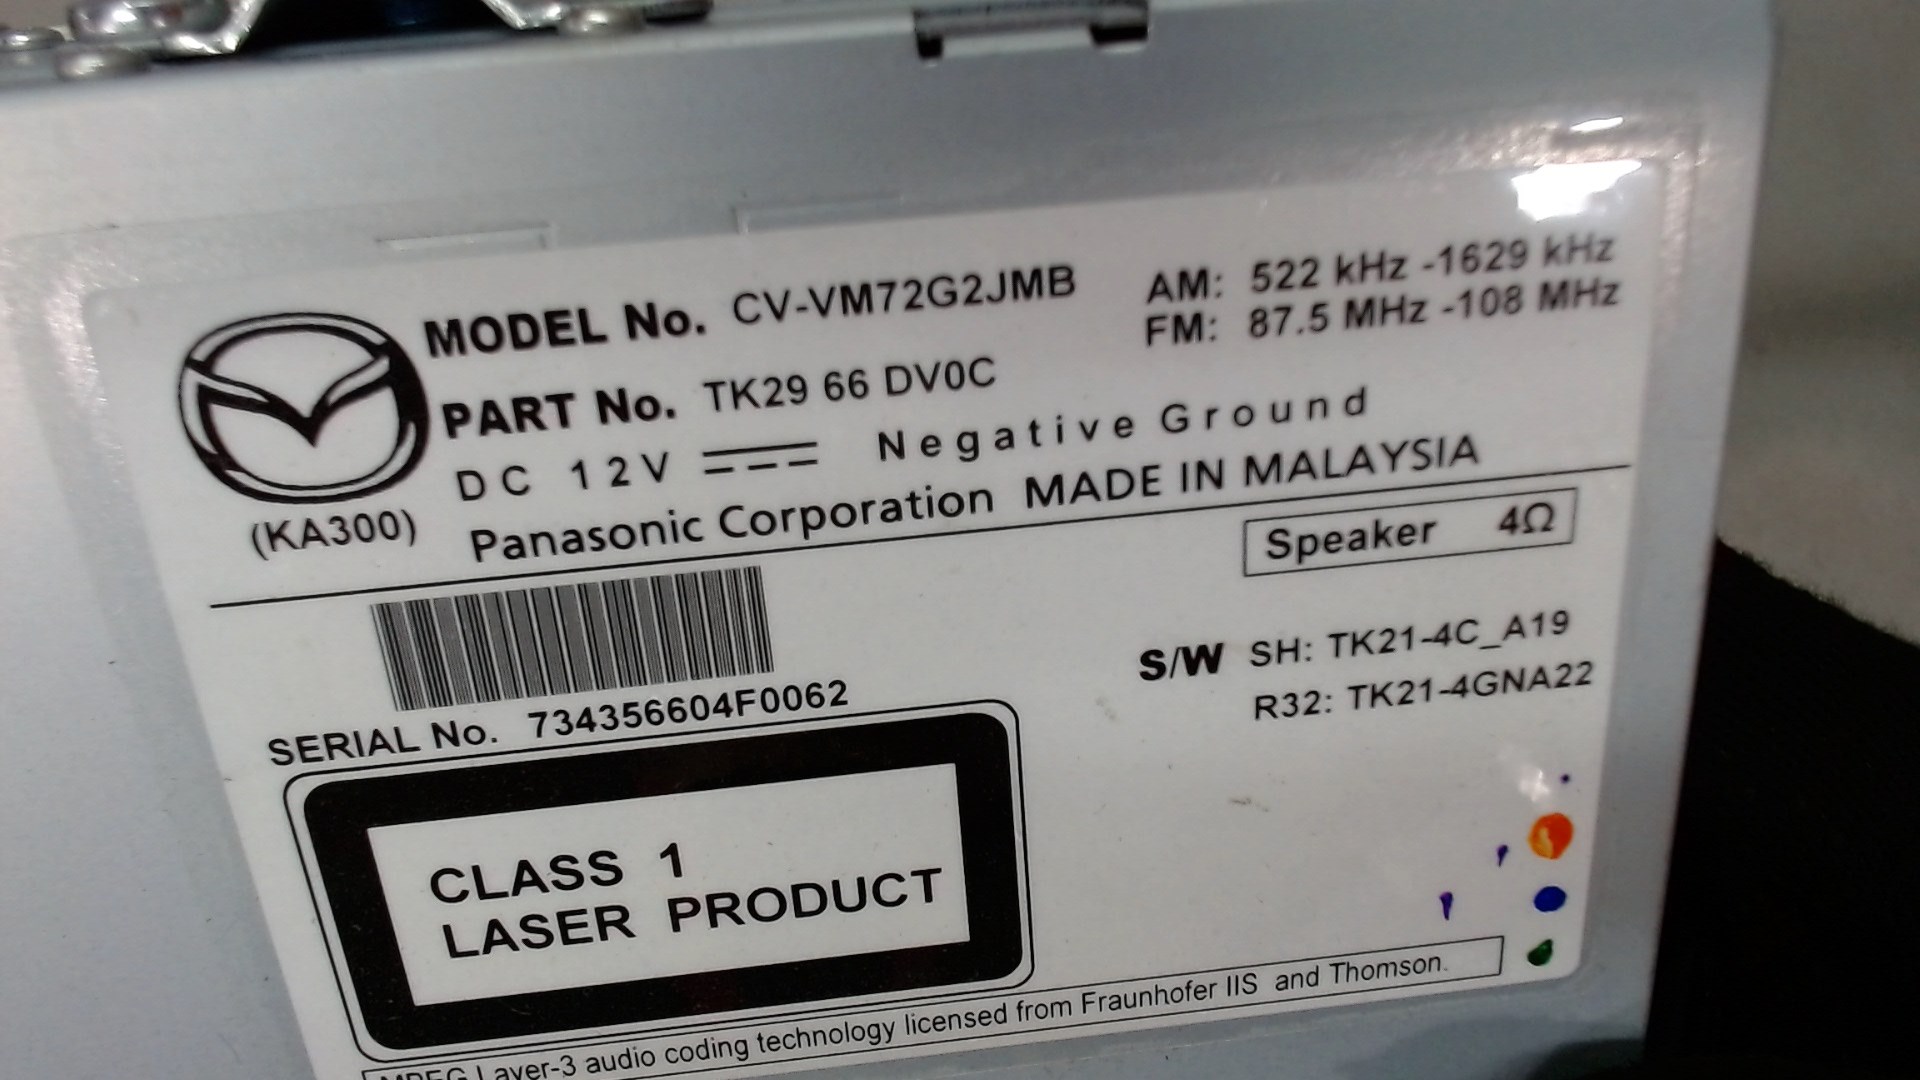 MODEL No. CV-VM72G2JMB
AM: 522 kHz -1629 kHz
FM: 87.5 MHz -108 MHz
PART No. TK29 66 DV0C
DC 12V Negative Ground
(KA300)
Panasonic Corporation MADE IN MALAYSIA
Speaker 4Ω
SERIAL No. 734356604F0062
S/W SH: TK21-4C_A19
R32: TK21-4GNA22
CLASS 1
LASER PRODUCT
MPEG Layer-3 audio coding technology licensed from Fraunhofer IIS and Thomson.